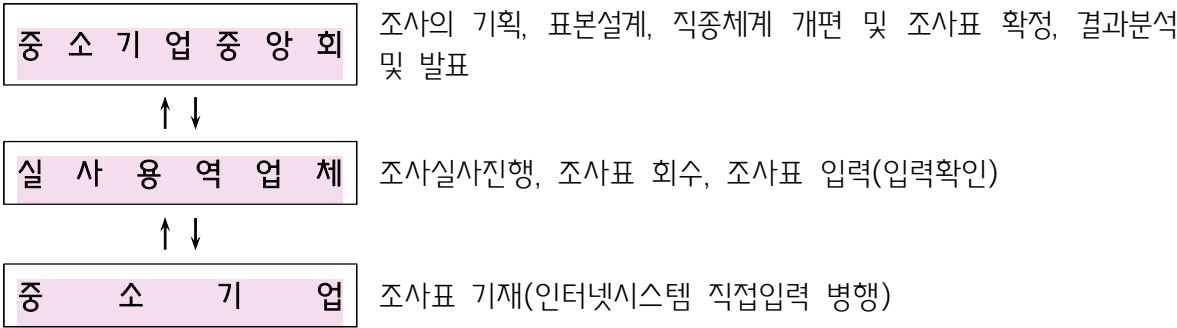 중 소 기 업 중 앙 회
조사의 기획, 표본설계, 직종체계 개편 및 조사표 확정, 결과분석
및 발표
↑↓
실 사 용 역 업 체
조사실사진행, 조사표 회수, 조사표 입력(입력확인)
↑↓
중 소 기 업
조사표 기재(인터넷시스템 직접입력 병행)